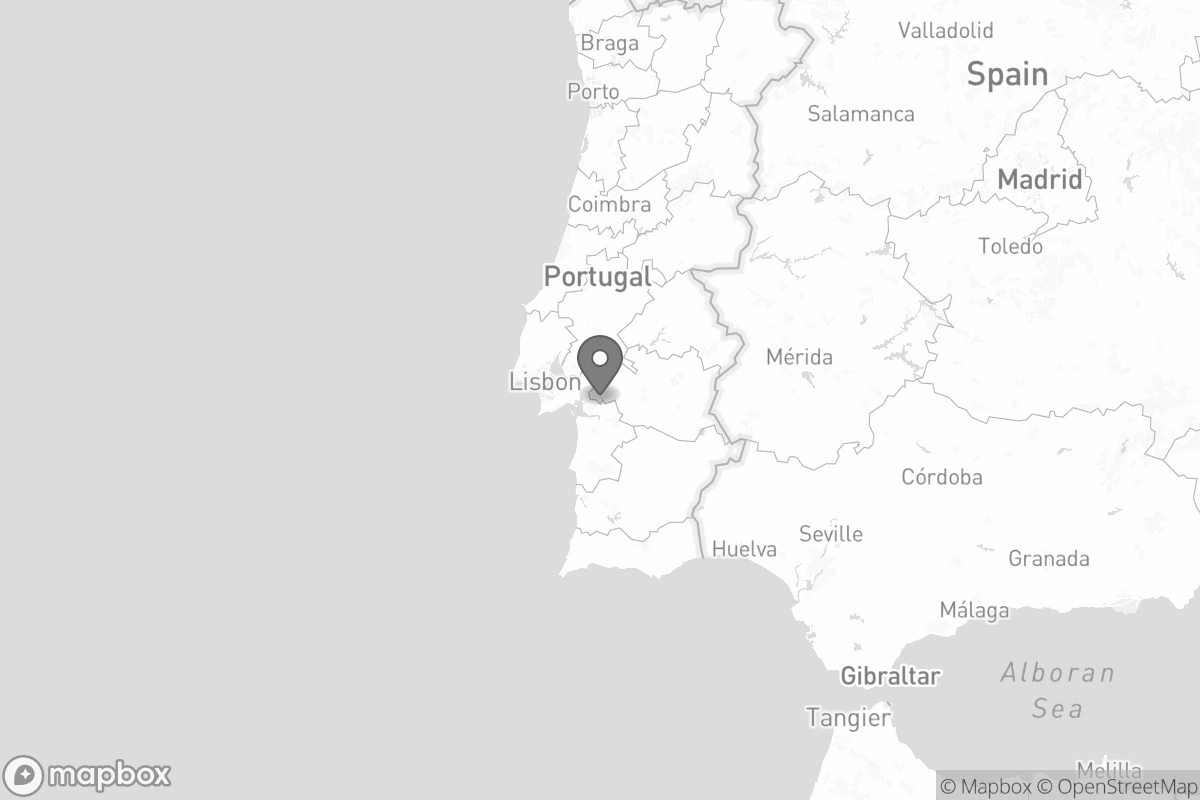 Braga
Valladolid
Spain
Porto
Salamanca
Madrid
Coimbra
Toledo
Portugal
Mérida
Lisbon
Córdoba
Seville
Huelva
Granada
Málaga
Gibraltar
Alboran
Sea
Tangier
Melilla
mapbox
© Mapbox © OpenStreetMap